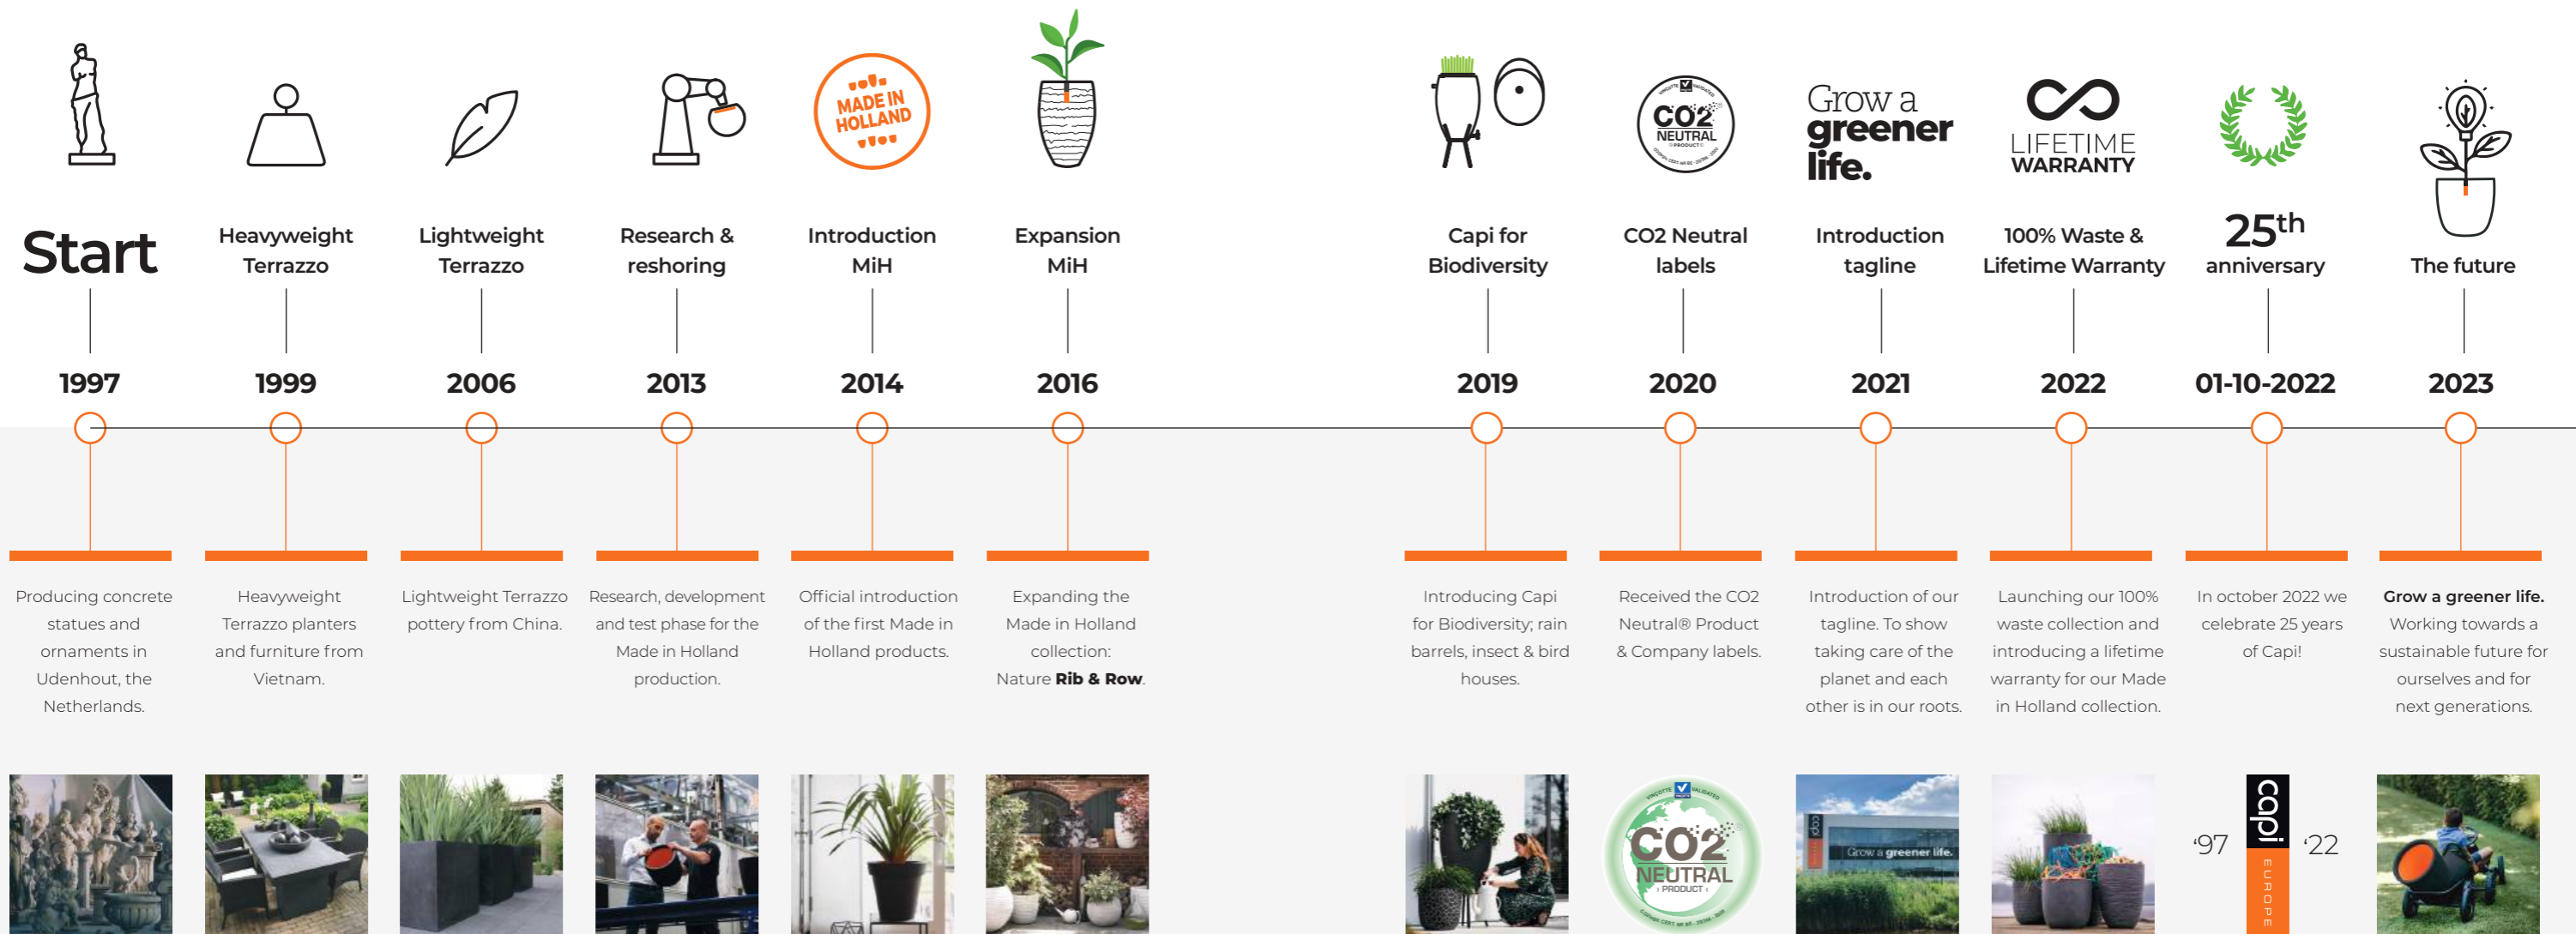 MADE IN
HOLLAND
VINÇOTTE VALIDATED
CO2
NEUTRAL
PRODUCT
Grow a
greener
life.
LIFETIME
WARRANTY
Start
Heavyweight
Terrazzo
Lightweight
Terrazzo
Research &
reshoring
Introduction
MiH
Expansion
MiH
Capi for
Biodiversity
CO2 Neutral
labels
Introduction
tagline
100% Waste &
Lifetime Warranty
25th
anniversary
The future
1997
1999
2006
2013
2014
2016
2019
2020
2021
2022
01-10-2022
2023
Producing concrete
statues and
ornaments in
Udenhout, the
Netherlands.
Heavyweight
Terrazzo planters
and furniture from
Vietnam.
Lightweight Terrazzo
pottery from China.
Research, development
and test phase for the
Made in Holland
production.
Official introduction
of the first Made in
Holland products.
Expanding the
Made in Holland
collection:
Nature Rib & Row.
Introducing Capi
for Biodiversity; rain
barrels, insect & bird
houses.
Received the CO2
Neutral® Product
& Company labels.
Introduction of our
tagline. To show
taking care of the
planet and each
other is in our roots.
Launching our 100%
waste collection and
introducing a lifetime
warranty for our Made
in Holland collection.
In october 2022 we
celebrate 25 years
of Capi!
Grow a greener life.
Working towards a
sustainable future for
ourselves and for
next generations.
VINÇOTTE VALIDATED
CO2
NEUTRAL
PRODUCT
capi
Grow a greener life.
‘97
capi
EUROPE
‘22